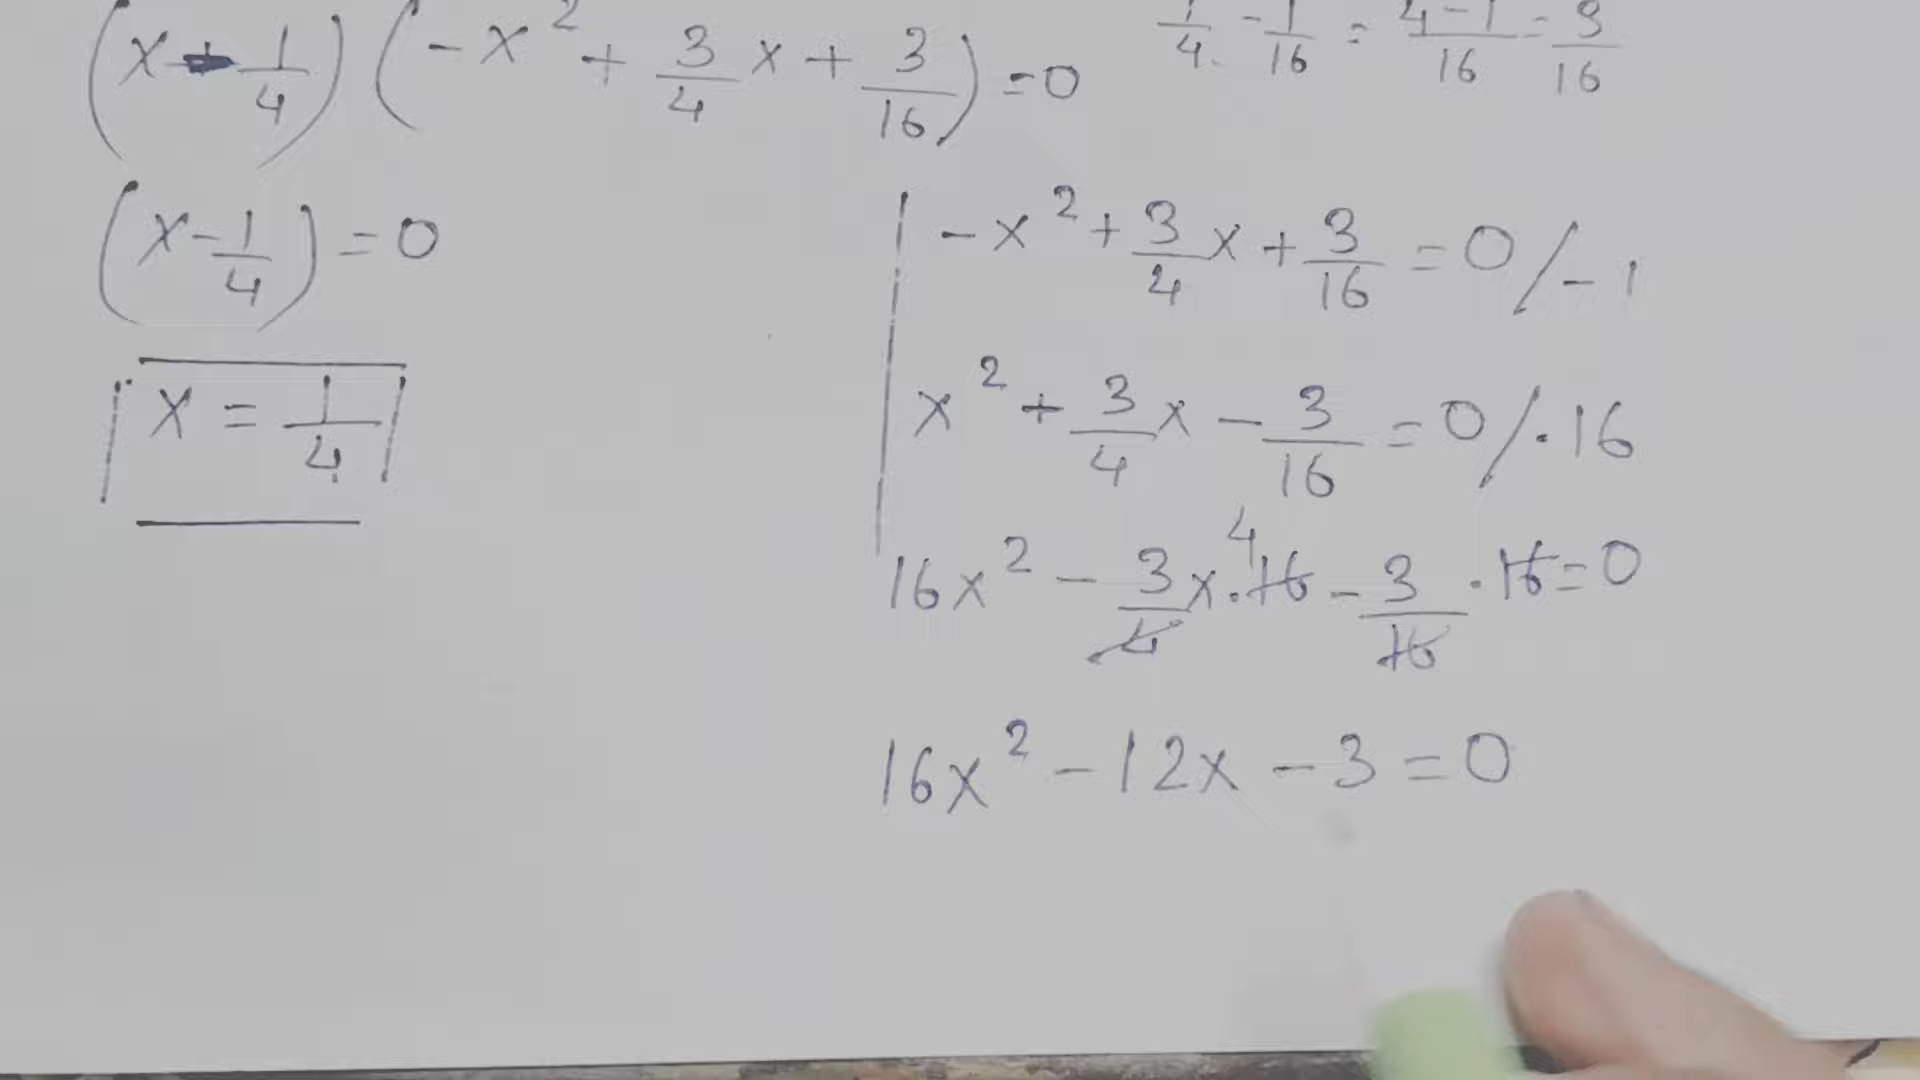 (x - 1/4) (-x² + 3/4 x + 3/16) = 0
1/4 - 1/16 = 4-1/16 = 3/16
(x - 1/4) = 0
x = 1/4
-x² + 3/4 x + 3/16 = 0 / -1
x² + 3/4 x - 3/16 = 0 / · 16
16x² - 3/4 x · 16 4 - 3/16 · 16 = 0
16x² - 12x - 3 = 0